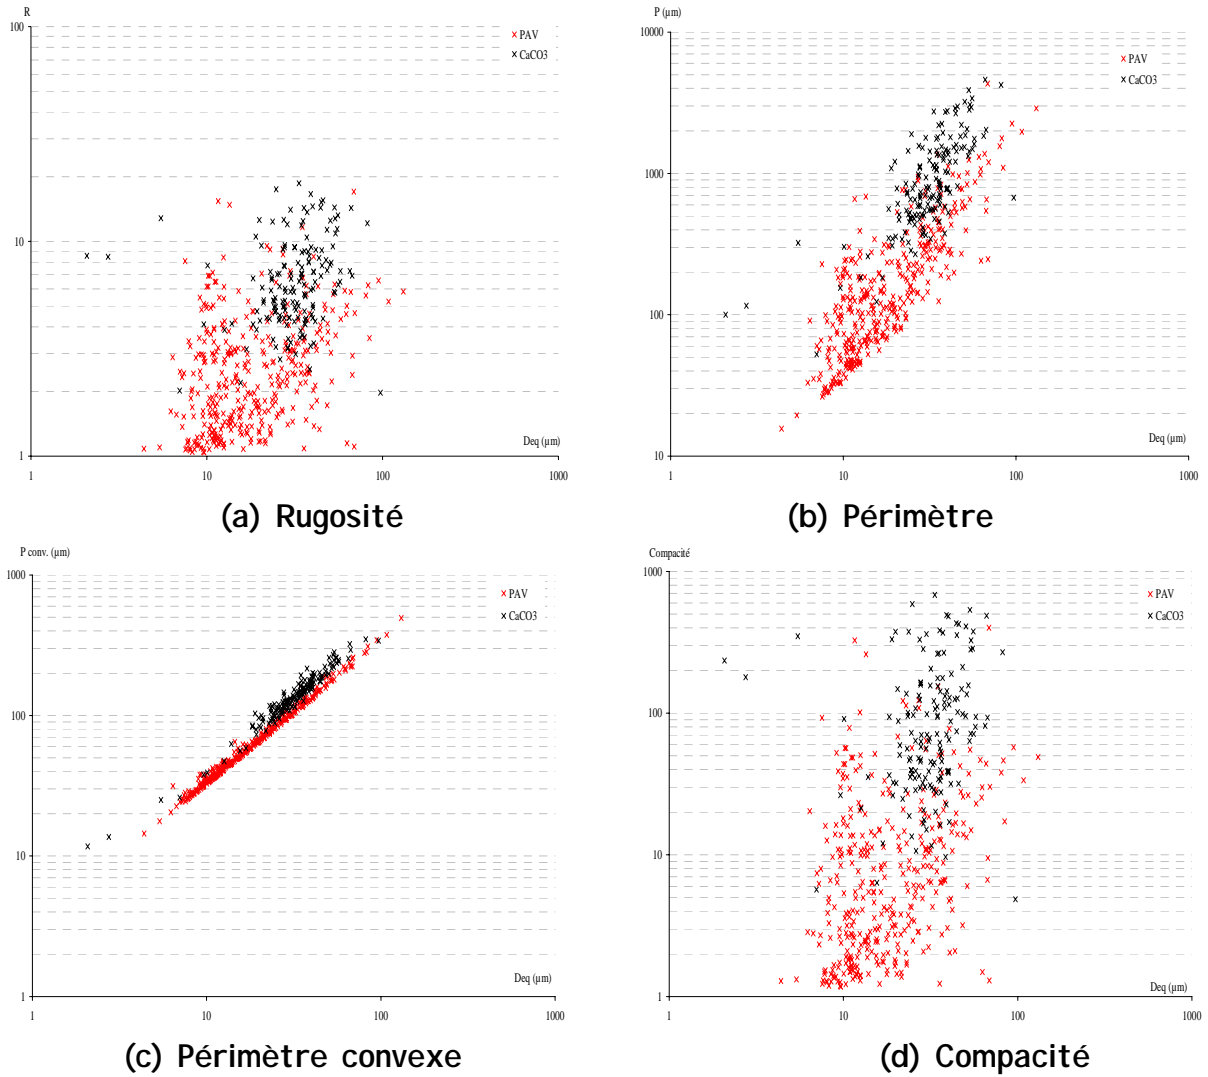 R
100
10
1
1
10
100
1000
Deq (µm)
x PAV
x CaCO3
(a) Rugosité
P (µm)
10000
1000
100
10
1
10
100
1000
Deq (µm)
x PAV
x CaCO3
(b) Périmètre
P conv. (µm)
1000
100
10
1
1
10
100
1000
Deq (µm)
x PAV
x CaCO3
(c) Périmètre convexe
Compacité
1000
100
10
1
1
10
100
1000
Deq (µm)
x PAV
x CaCO3
(d) Compacité